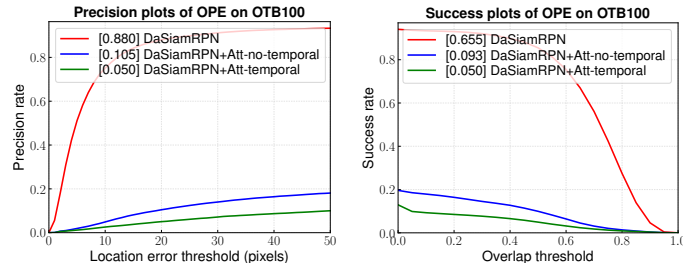 Precision plots of OPE on OTB100
[0.880] DaSiamRPN
[0.105] DaSiamRPN+Att-no-temporal
[0.050] DaSiamRPN+Att-temporal
Precision rate
0.8
0.6
0.4
0.2
0.0
0 10 20 30 40 50
Location error threshold (pixels)
Success plots of OPE on OTB100
[0.655] DaSiamRPN
[0.093] DaSiamRPN+Att-no-temporal
[0.050] DaSiamRPN+Att-temporal
Success rate
0.8
0.6
0.4
0.2
0.0
0.0 0.2 0.4 0.6 0.8 1.0
Overlap threshold